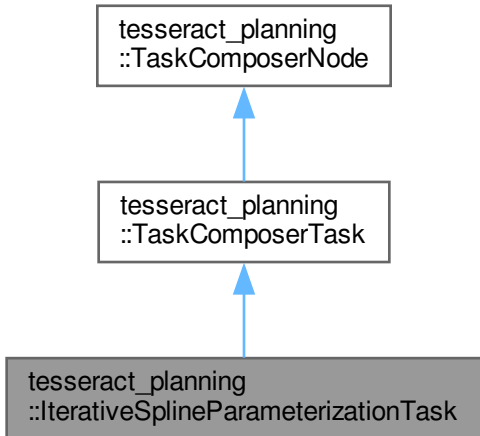 tesseract_planning
::TaskComposerNode
tesseract_planning
::TaskComposerTask
tesseract_planning
::IterativeSplineParameterizationTask